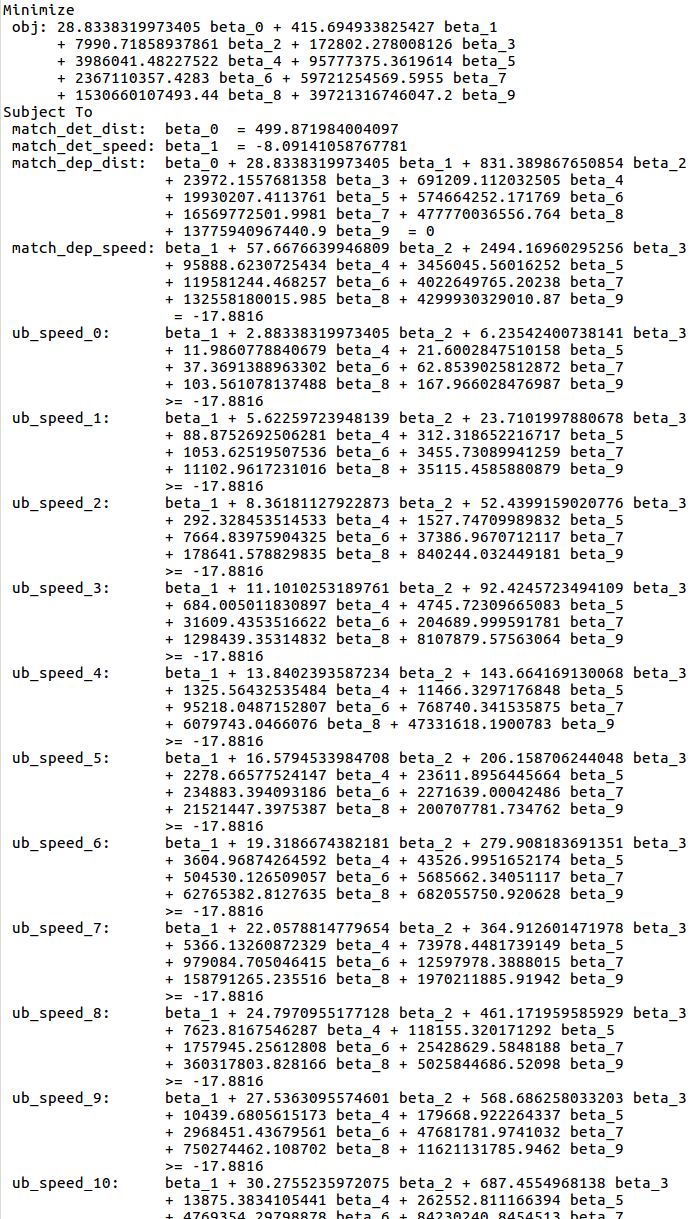 Minimize
obj: 28.8338319973405 beta_0 + 415.694933825427 beta_1
+ 7990.71858937861 beta_2 + 172802.278008126 beta_3
+ 3986041.48227522 beta_4 + 95777375.3619614 beta_5
+ 2367110357.4283 beta_6 + 59721254569.5955 beta_7
+ 1530660107493.44 beta_8 + 39721316746047.2 beta_9
Subject To
match_det_dist: beta_0 = 499.871984004097
match_det_speed: beta_1 = -8.09141058767781
match_dep_dist: beta_0 + 28.8338319973405 beta_1 + 831.389867650854 beta_2
+ 23972.1557681358 beta_3 + 691209.112032505 beta_4
+ 19930207.4113761 beta_5 + 574664252.171769 beta_6
+ 16569772501.9981 beta_7 + 477770036556.764 beta_8
+ 13775940967440.9 beta_9 = 0
match_dep_speed: beta_1 + 57.6676639946809 beta_2 + 2494.16960295256 beta_3
+ 95888.6230725434 beta_4 + 3456045.56016252 beta_5
+ 119581244.468257 beta_6 + 4022649765.20238 beta_7
+ 132558180015.985 beta_8 + 4299930329010.87 beta_9
= -17.8816
ub_speed_0: beta_1 + 2.88338319973405 beta_2 + 6.23542400738141 beta_3
+ 11.9860778840679 beta_4 + 21.6002847510158 beta_5
+ 37.3691388963302 beta_6 + 62.8539025812872 beta_7
+ 103.561078137488 beta_8 + 167.966028476987 beta_9
>= -17.8816
ub_speed_1: beta_1 + 5.62259723948139 beta_2 + 23.7101997880678 beta_3
+ 88.8752692506281 beta_4 + 312.318652216717 beta_5
+ 1053.62519507536 beta_6 + 3455.73089941259 beta_7
+ 11102.9617231016 beta_8 + 35115.4585880879 beta_9
>= -17.8816
ub_speed_2: beta_1 + 8.36181127922873 beta_2 + 52.4399159020776 beta_3
+ 292.328453514533 beta_4 + 1527.74709989832 beta_5
+ 7664.83975904325 beta_6 + 37386.9670712117 beta_7
+ 178641.578829835 beta_8 + 840244.032449181 beta_9
>= -17.8816
ub_speed_3: beta_1 + 11.1010253189761 beta_2 + 92.4245723494109 beta_3
+ 684.005011830897 beta_4 + 4745.72309665083 beta_5
+ 31609.4353516622 beta_6 + 204689.999591781 beta_7
+ 1298439.35314832 beta_8 + 8107879.57563064 beta_9
>= -17.8816
ub_speed_4: beta_1 + 13.8402393587234 beta_2 + 143.664169130068 beta_3
+ 1325.56432535484 beta_4 + 11466.3297176848 beta_5
+ 95218.0487152807 beta_6 + 768740.341535875 beta_7
+ 6079743.0466076 beta_8 + 47331618.1900783 beta_9
>= -17.8816
ub_speed_5: beta_1 + 16.5794533984708 beta_2 + 206.158706244048 beta_3
+ 2278.66577524147 beta_4 + 23611.8956445664 beta_5
+ 234883.394093186 beta_6 + 2271639.00042486 beta_7
+ 21521447.3975387 beta_8 + 200707781.734762 beta_9
>= -17.8816
ub_speed_6: beta_1 + 19.3186674382181 beta_2 + 279.908183691351 beta_3
+ 3604.96874264592 beta_4 + 43526.9951652174 beta_5
+ 504530.126509057 beta_6 + 5685662.34051117 beta_7
+ 62765382.8127635 beta_8 + 682055750.920628 beta_9
>= -17.8816
ub_speed_7: beta_1 + 22.0578814779654 beta_2 + 364.912601471978 beta_3
+ 5366.13260872329 beta_4 + 73978.4481739149 beta_5
+ 979084.705046415 beta_6 + 12597978.3888015 beta_7
+ 158791265.235516 beta_8 + 1970211885.91942 beta_9
>= -17.8816
ub_speed_8: beta_1 + 24.7970955177128 beta_2 + 461.171959585929 beta_3
+ 7623.8167546287 beta_4 + 118155.320171292 beta_5
+ 1757945.25612808 beta_6 + 25428629.5848188 beta_7
+ 360317803.828166 beta_8 + 5025844686.52098 beta_9
>= -17.8816
ub_speed_9: beta_1 + 27.5363095574601 beta_2 + 568.686258033203 beta_3
+ 10439.6805615173 beta_4 + 179668.922264337 beta_5
+ 2968451.43679561 beta_6 + 47681781.9741032 beta_7
+ 750274462.108702 beta_8 + 11621131785.9462 beta_9
>= -17.8816
ub_speed_10: beta_1 + 30.2755235972075 beta_2 + 687.4554968138 beta_3
+ 13875.3834105441 beta_4 + 262552.811166394 beta_5
+ 4769354.29798878 beta_6 + 84230240.8454513 beta_7